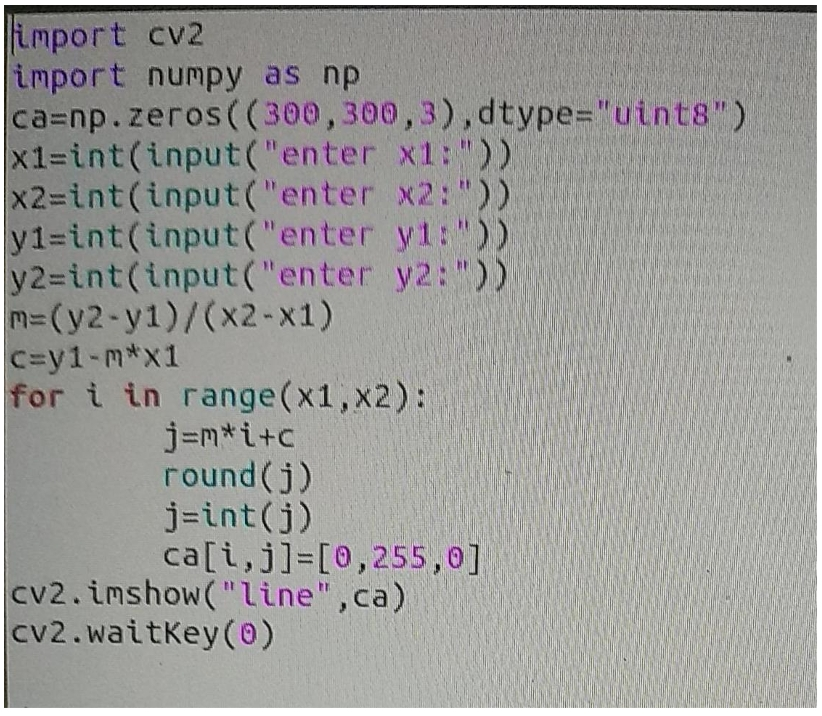 import cv2
import numpy as np
ca=np.zeros((300,300,3),dtype="uint8")
x1=int(input("enter x1:"))
x2=int(input("enter x2:"))
y1=int(input("enter y1:"))
y2=int(input("enter y2:"))
m=(y2-y1)/(x2-x1)
c=y1-m*x1
for i in range(x1,x2):
        j=m*i+c
        round(j)
        j=int(j)
        ca[i,j]=[0,255,0]
cv2.imshow("line",ca)
cv2.waitKey(0)